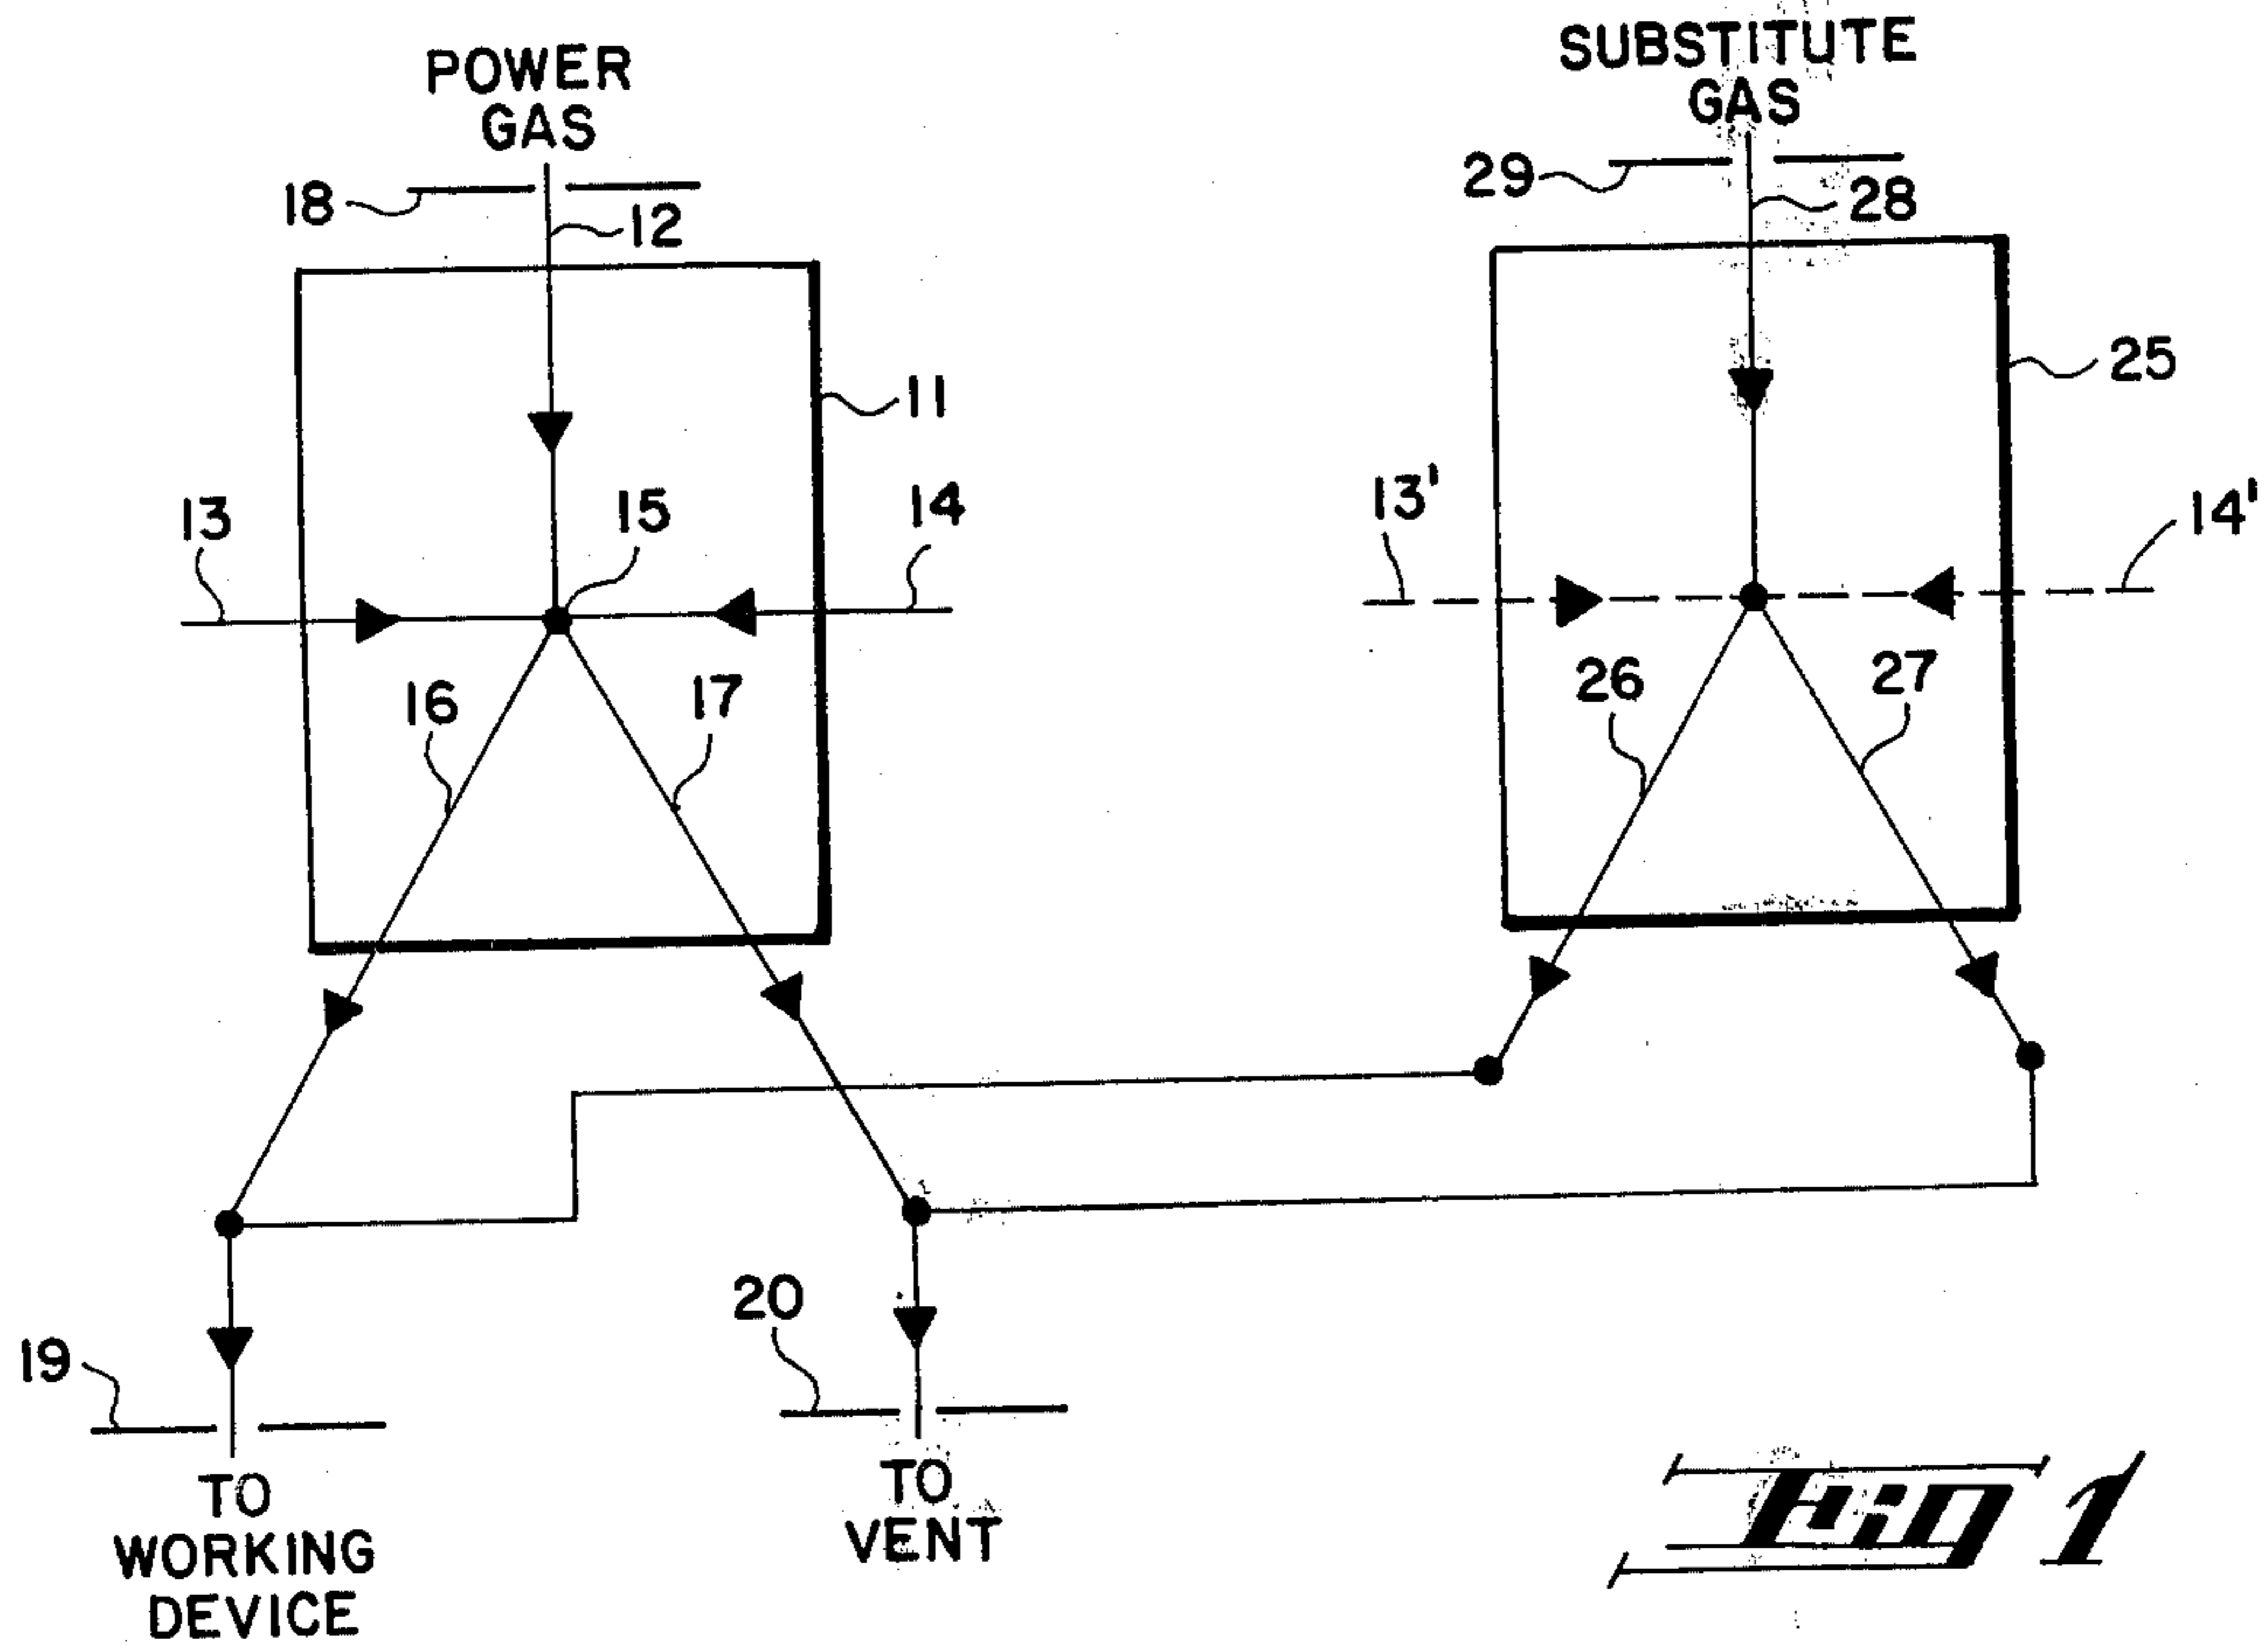 POWER
GAS
SUBSTITUTE
GAS
18
12
29
28
11
25
13
15
14
13'
14'
16
17
26
27
19
20
TO
WORKING
DEVICE
TO
VENT
Fig 1